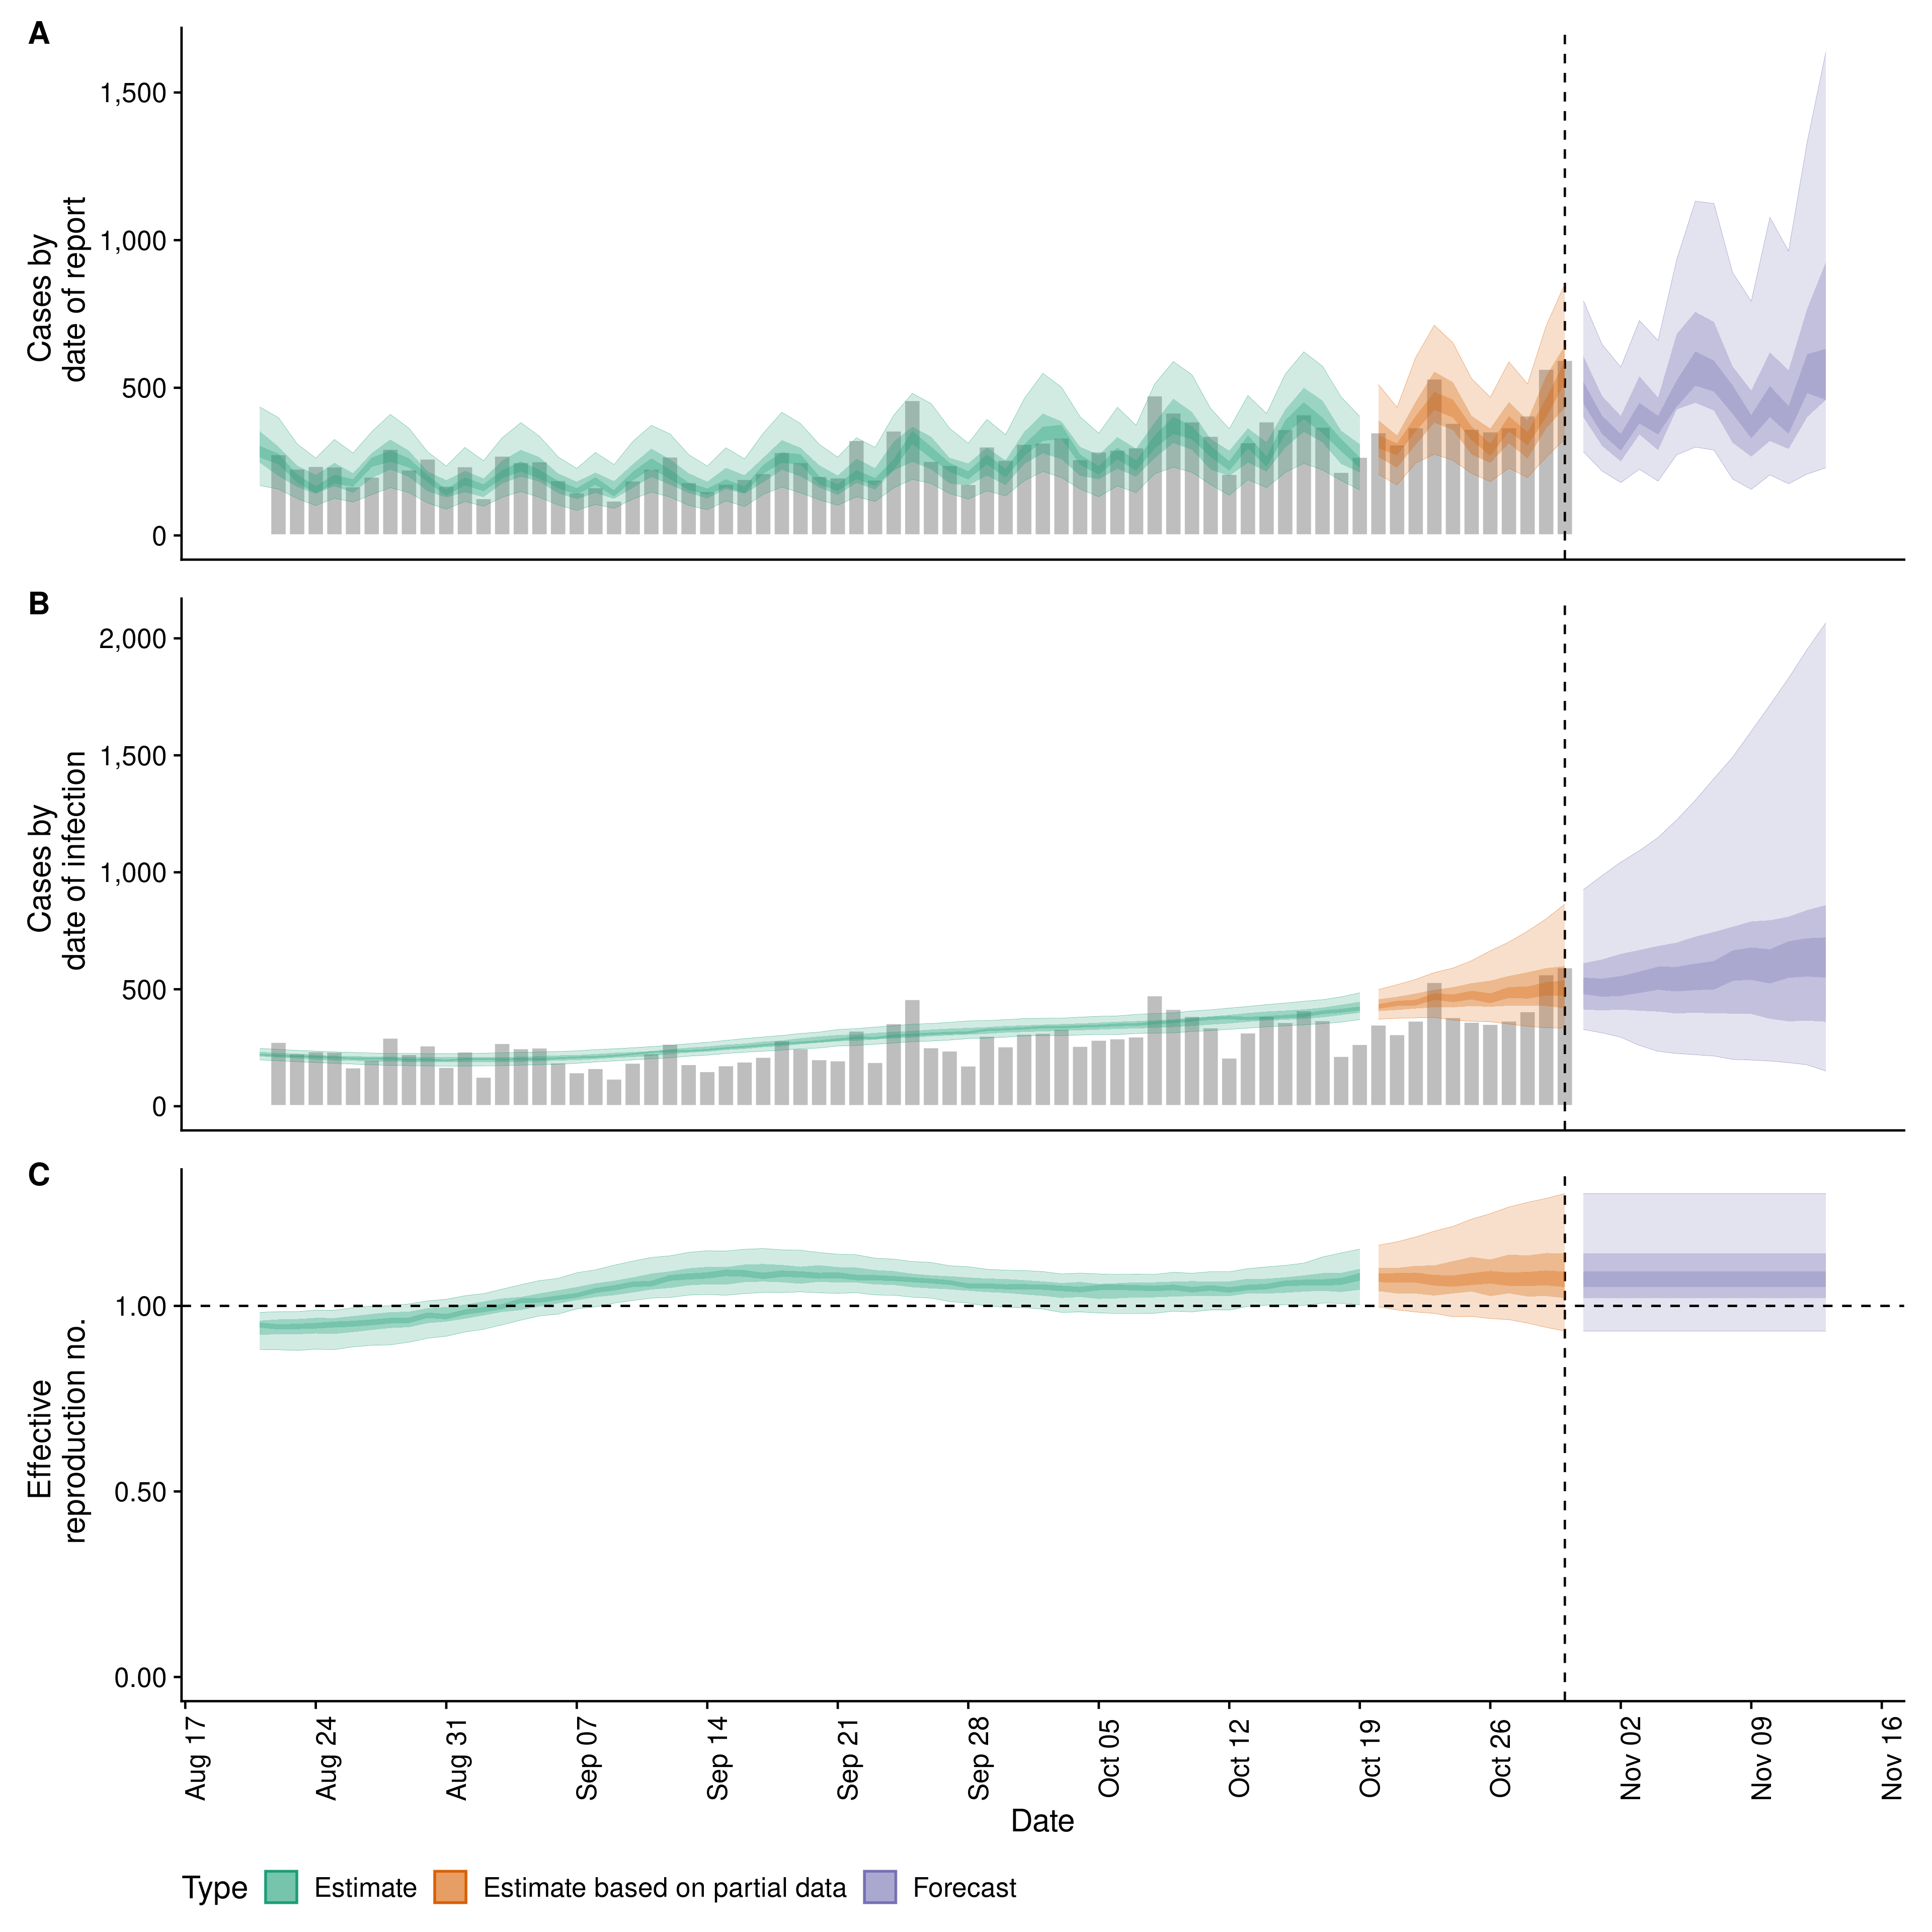 A
Cases by
date of report
1,500
1,000
500
0
B
Cases by
date of infection
2,000
1,500
1,000
500
0
C
Effective
reproduction no.
1.00
0.50
0.00
Aug 17
Aug 24
Aug 31
Sep 07
Sep 14
Sep 21
Sep 28
Oct 05
Oct 12
Oct 19
Oct 26
Nov 02
Nov 09
Nov 16
Date
Type Estimate Estimate based on partial data Forecast